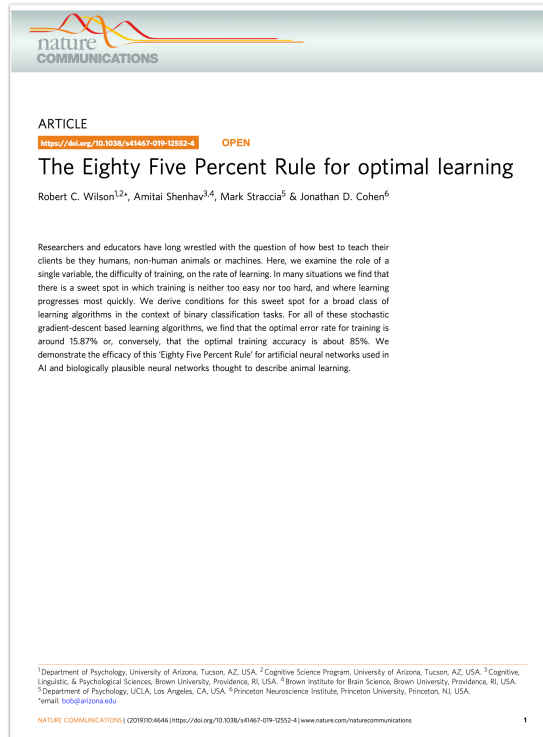 nature
COMMUNICATIONS
ARTICLE
https://doi.org/10.1038/s41467-019-12552-4 OPEN
The Eighty Five Percent Rule for optimal learning
Robert C. Wilson1,2*, Amitai Shenhav3,4, Mark Straccia5 & Jonathan D. Cohen6
Researchers and educators have long wrestled with the question of how best to teach their
clients be they humans, non-human animals or machines. Here, we examine the role of a
single variable, the difficulty of training, on the rate of learning. In many situations we find that
there is a sweet spot in which training is neither too easy nor too hard, and where learning
progresses most quickly. We derive conditions for this sweet spot for a broad class of
learning algorithms in the context of binary classification tasks. For all of these stochastic
gradient-descent based learning algorithms, we find that the optimal error rate for training is
around 15.87% or, conversely, that the optimal training accuracy is about 85%. We
demonstrate the efficacy of this 'Eighty Five Percent Rule' for artificial neural networks used in
AI and biologically plausible neural networks thought to describe animal learning.
1 Department of Psychology, University of Arizona, Tucson, AZ, USA. 2 Cognitive Science Program, University of Arizona, Tucson, AZ, USA. 3 Cognitive,
Linguistic, & Psychological Sciences, Brown University, Providence, RI, USA. 4 Brown Institute for Brain Science, Brown University, Providence, RI, USA.
5 Department of Psychology, UCLA, Los Angeles, CA, USA. 6 Princeton Neuroscience Institute, Princeton University, Princeton, NJ, USA.
*email: bob@arizona.edu
NATURE COMMUNICATIONS | (2019)10:4646 | https://doi.org/10.1038/s41467-019-12552-4 | www.nature.com/naturecommunications 1